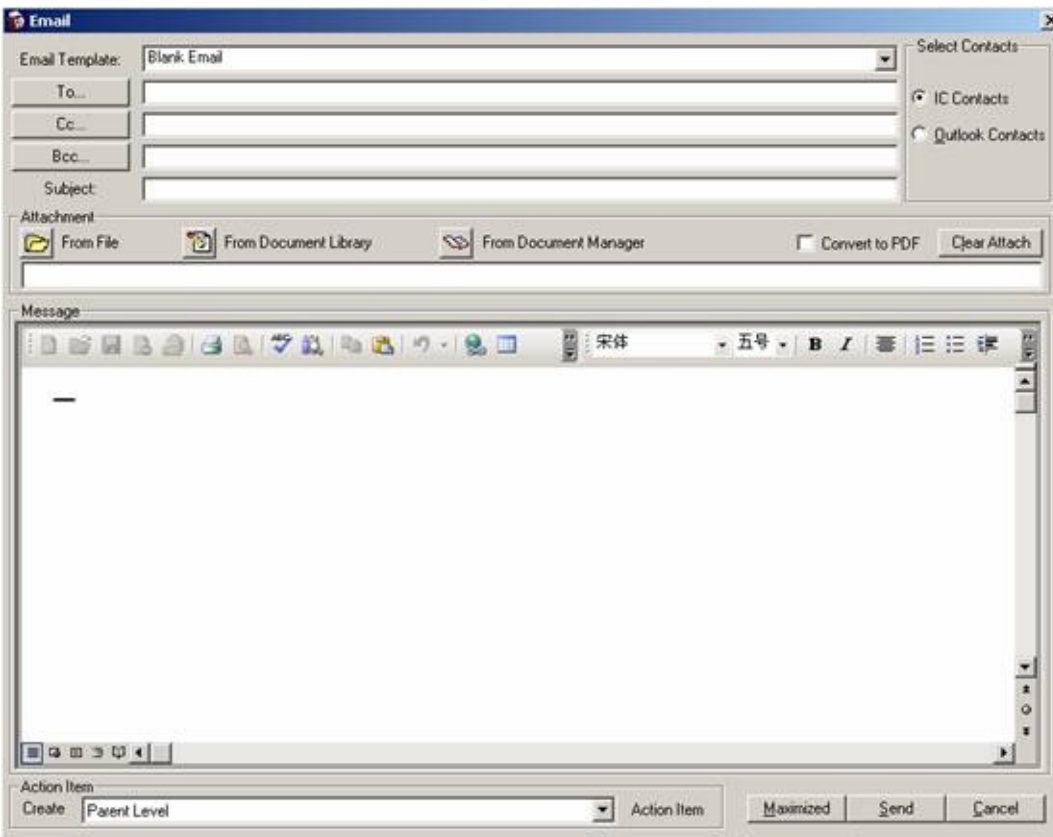 Email
Email Template: Blank Email
Select Contacts
To...
IC Contacts
Cc...
Outlook Contacts
Bcc...
Subject:
Attachment
From File From Document Library From Document Manager Convert to PDF Clear Attach
Message
宋体 五号 B I
Action Item
Create Parent Level Action Item Maximized Send Cancel